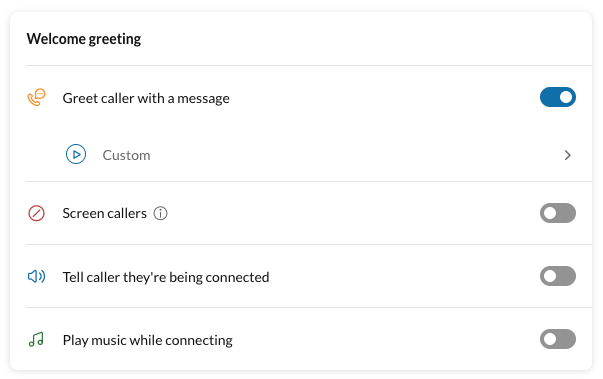 Welcome greeting
Greet caller with a message
Custom
Screen callers
Tell caller they're being connected
Play music while connecting